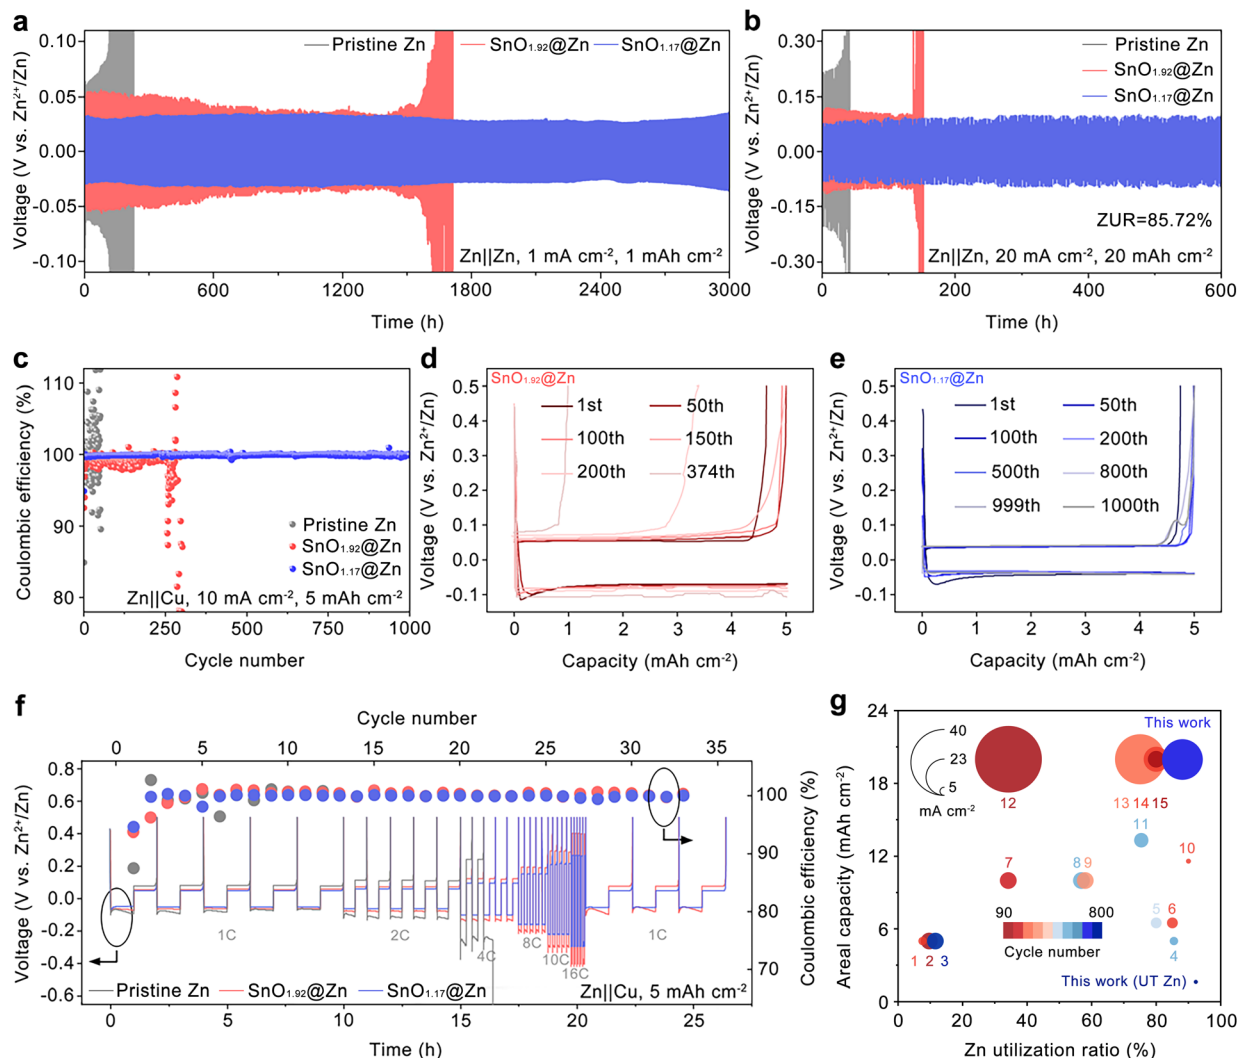 a
0.10
0.05
0.00
-0.05
-0.10
Voltage (V vs. Zn²⁺/Zn)
Pristine Zn
SnO₁.₉₂@Zn
SnO₁.₁₇@Zn
Zn||Zn, 1 mA cm⁻², 1 mAh cm⁻²
0
600
1200
1800
2400
3000
Time (h)
b
0.30
0.15
0.00
-0.15
-0.30
Voltage (V vs. Zn²⁺/Zn)
Pristine Zn
SnO₁.₉₂@Zn
SnO₁.₁₇@Zn
ZUR=85.72%
Zn||Zn, 20 mA cm⁻², 20 mAh cm⁻²
0
200
400
600
Time (h)
c
110
100
90
80
Coulombic efficiency (%)
Pristine Zn
SnO₁.₉₂@Zn
SnO₁.₁₇@Zn
Zn||Cu, 10 mA cm⁻², 5 mAh cm⁻²
0
250
500
750
1000
Cycle number
d
SnO₁.₉₂@Zn
0.5
0.4
0.3
0.2
0.1
0.0
-0.1
Voltage (V vs. Zn²⁺/Zn)
1st
50th
100th
150th
200th
374th
0
1
2
3
4
5
Capacity (mAh cm⁻²)
e
SnO₁.₁₇@Zn
0.5
0.4
0.3
0.2
0.1
0.0
-0.1
Voltage (V vs. Zn²⁺/Zn)
1st
50th
100th
200th
500th
800th
999th
1000th
0
1
2
3
4
5
Capacity (mAh cm⁻²)
f
Cycle number
0
5
10
15
20
25
30
35
0.8
0.6
0.4
0.2
0.0
-0.2
-0.4
-0.6
Voltage (V vs. Zn²⁺/Zn)
100
90
80
70
Coulombic efficiency (%)
1C
2C
4C
8C
10C
16C
1C
Pristine Zn
SnO₁.₉₂@Zn
SnO₁.₁₇@Zn
Zn||Cu, 5 mAh cm⁻²
0
5
10
15
20
25
Time (h)
g
24
18
12
6
0
Areal capacity (mAh cm⁻²)
40
23
5
mA cm⁻²
This work
12
13
14
15
11
10
7
8
9
5
6
4
1
2
3
90
800
Cycle number
This work (UT Zn)
0
20
40
60
80
100
Zn utilization ratio (%)